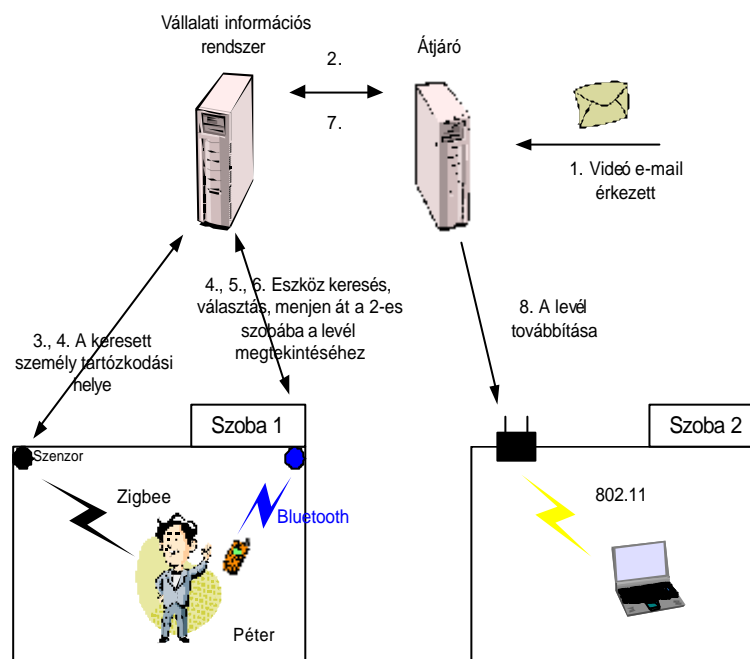 Vállalati információs
rendszer
Átjáró
2.
7.
1. Videó e-mail
érkezett
4., 5., 6. Eszköz keresés,
választás, menjen át a 2-es
szobába a levél
megtekintéséhez
8. A levél
továbbítása
3., 4. A keresett
személy tartózkodási
helye
Szoba 1
Szoba 2
Szenzor
Zigbee
Bluetooth
802.11
Péter